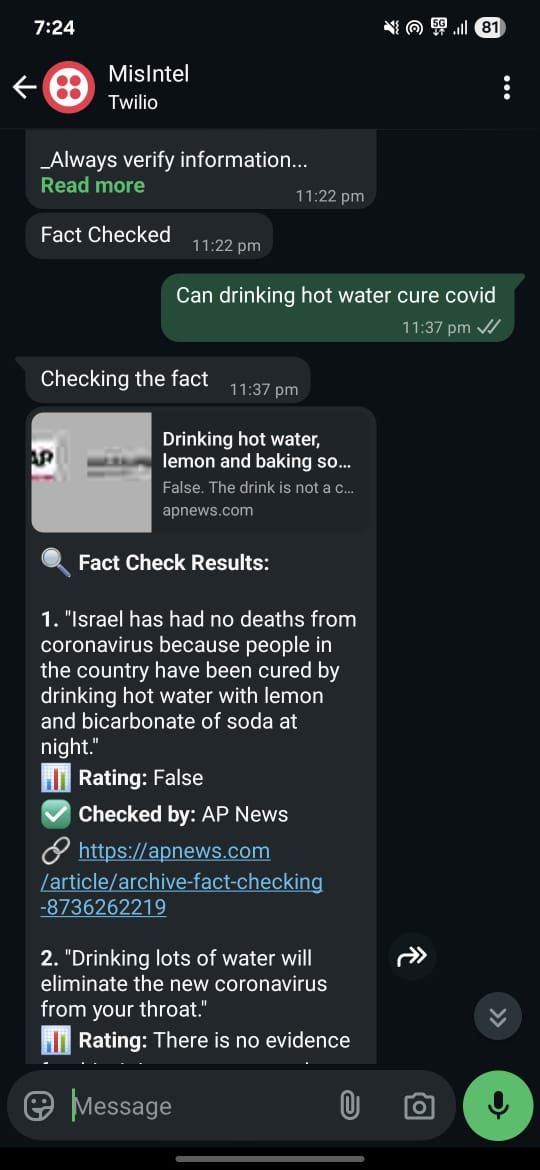 7:24
5G
81
MisIntel
Twilio
_Always verify information...
Read more
11:22 pm
Fact Checked
11:22 pm
Can drinking hot water cure covid
11:37 pm
Checking the fact
11:37 pm
AP
Drinking hot water,
lemon and baking so...
False. The drink is not a c...
apnews.com
Fact Check Results:
1. "Israel has had no deaths from
coronavirus because people in
the country have been cured by
drinking hot water with lemon
and bicarbonate of soda at
night."
Rating: False
Checked by: AP News
https://apnews.com
/article/archive-fact-checking
-8736262219
2. "Drinking lots of water will
eliminate the new coronavirus
from your throat."
Rating: There is no evidence
Message